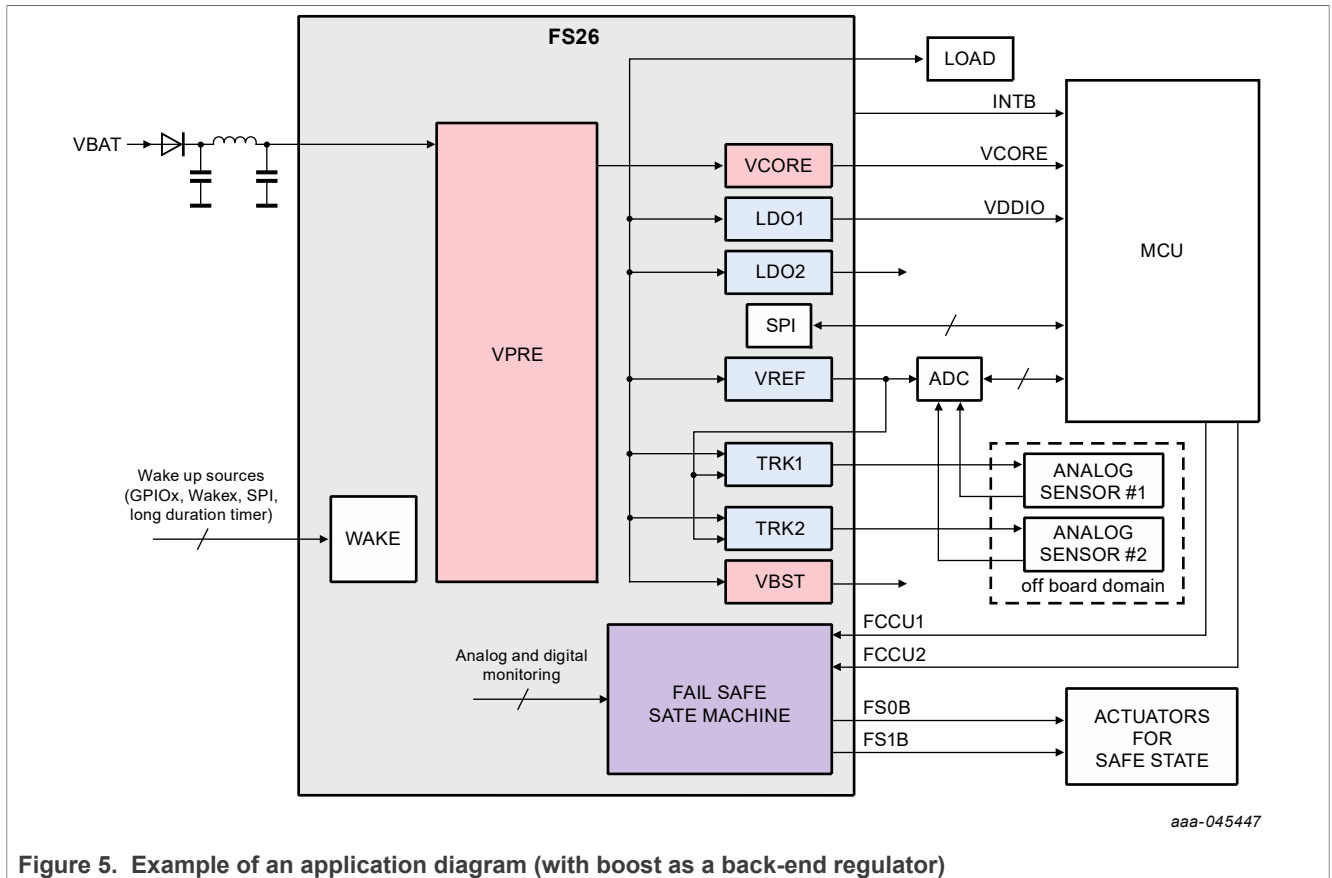 FS26
LOAD
INTB
VBAT
VCORE
VCORE
LDO1
VDDIO
MCU
LDO2
SPI
VPRE
VREF
ADC
TRK1
ANALOG
SENSOR #1
Wake up sources
(GPIOx, Wakex, SPI,
long duration timer)
WAKE
TRK2
ANALOG
SENSOR #2
VBST
off board domain
FCCU1
Analog and digital
monitoring
FCCU2
FAIL SAFE
SATE MACHINE
FS0B
FS1B
ACTUATORS
FOR
SAFE STATE
aaa-045447
Figure 5. Example of an application diagram (with boost as a back-end regulator)